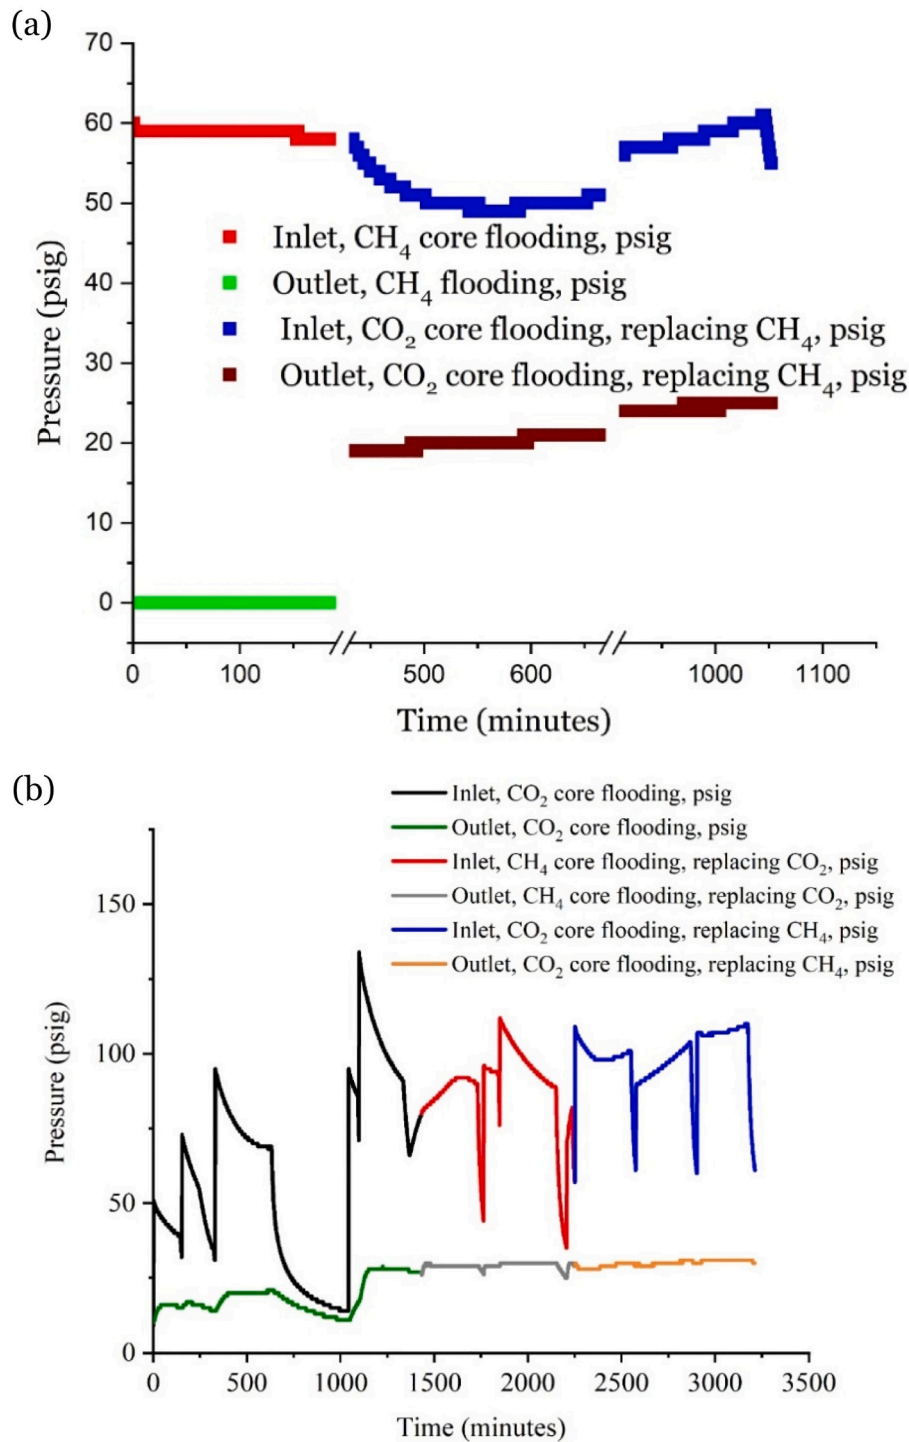 (a)
70
60
50
40
30
20
10
0
Pressure (psig)
Inlet, CH₄ core flooding, psig
Outlet, CH₄ flooding, psig
Inlet, CO₂ core flooding, replacing CH₄, psig
Outlet, CO₂ core flooding, replacing CH₄, psig
0 100 500 600 1000 1100
Time (minutes)
(b)
Inlet, CO₂ core flooding, psig
Outlet, CO₂ core flooding, psig
Inlet, CH₄ core flooding, replacing CO₂, psig
Outlet, CH₄ core flooding, replacing CO₂, psig
Inlet, CO₂ core flooding, replacing CH₄, psig
Outlet, CO₂ core flooding, replacing CH₄, psig
150
100
50
0
Pressure (psig)
0 500 1000 1500 2000 2500 3000 3500
Time (minutes)